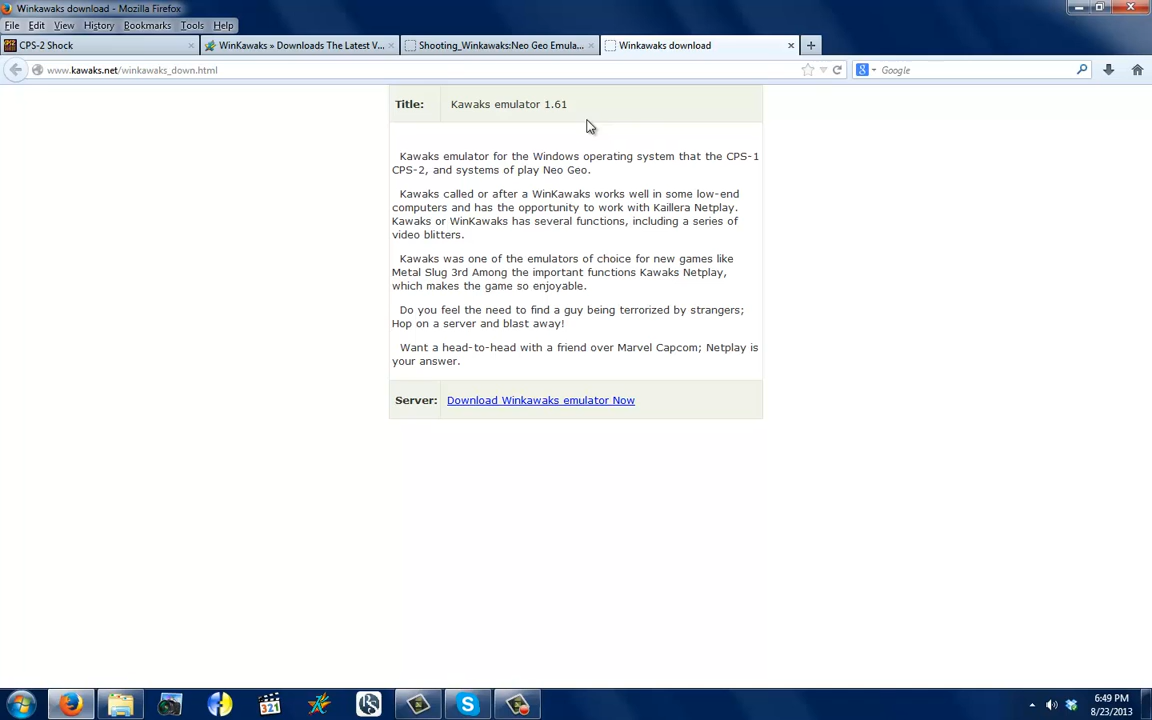 Winkawaks download - Mozilla Firefox
File Edit View History Bookmarks Tools Help
CPS-2 Shock
WinKawaks » Downloads The Latest V...
Shooting_Winkawaks:Neo Geo Emula...
Winkawaks download
www.kawaks.net/winkawaks_down.html
Google
Title: Kawaks emulator 1.61
Kawaks emulator for the Windows operating system that the CPS-1
CPS-2, and systems of play Neo Geo.
Kawaks called or after a WinKawaks works well in some low-end
computers and has the opportunity to work with Kaillera Netplay.
Kawaks or WinKawaks has several functions, including a series of
video blitters.
Kawaks was one of the emulators of choice for new games like
Metal Slug 3rd Among the important functions Kawaks Netplay,
which makes the game so enjoyable.
Do you feel the need to find a guy being terrorized by strangers;
Hop on a server and blast away!
Want a head-to-head with a friend over Marvel Capcom; Netplay is
your answer.
Server: Download Winkawaks emulator Now
6:49 PM
8/23/2013